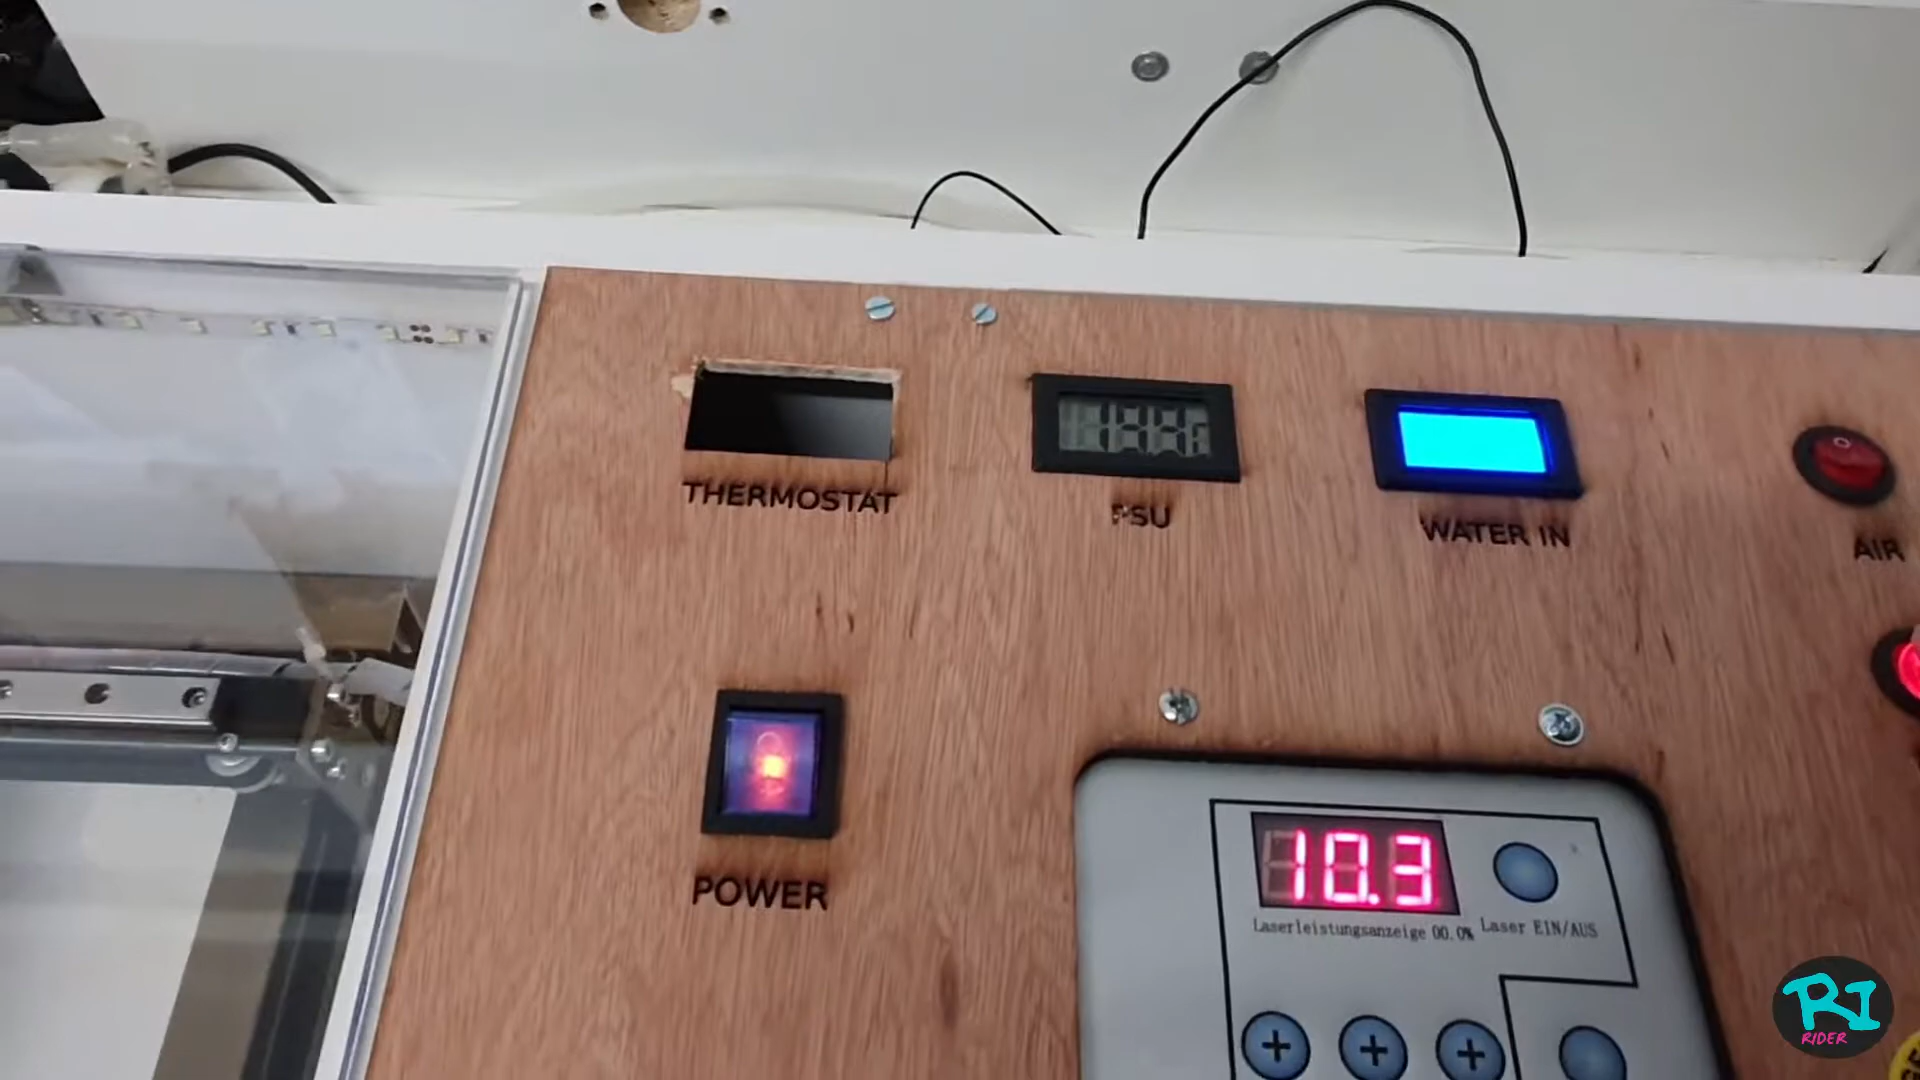 THERMOSTAT
PSU
WATER IN
AIR
POWER
10.3
Laserleistungsanzeige 00.0%
Laser EIN/AUS
+ + +
RI
RIDER